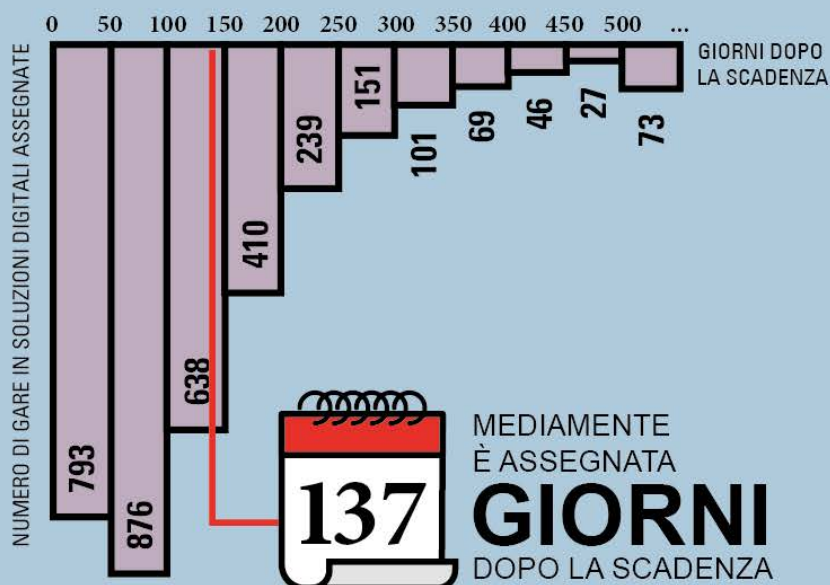 0 50 100 150 200 250 300 350 400 450 500 ...
GIORNI DOPO
LA SCADENZA
NUMERO DI GARE IN SOLUZIONI DIGITALI ASSEGNATE
793
876
638
410
239
151
101
69
46
27
73
137
MEDIAMENTE
È ASSEGNATA
GIORNI
DOPO LA SCADENZA